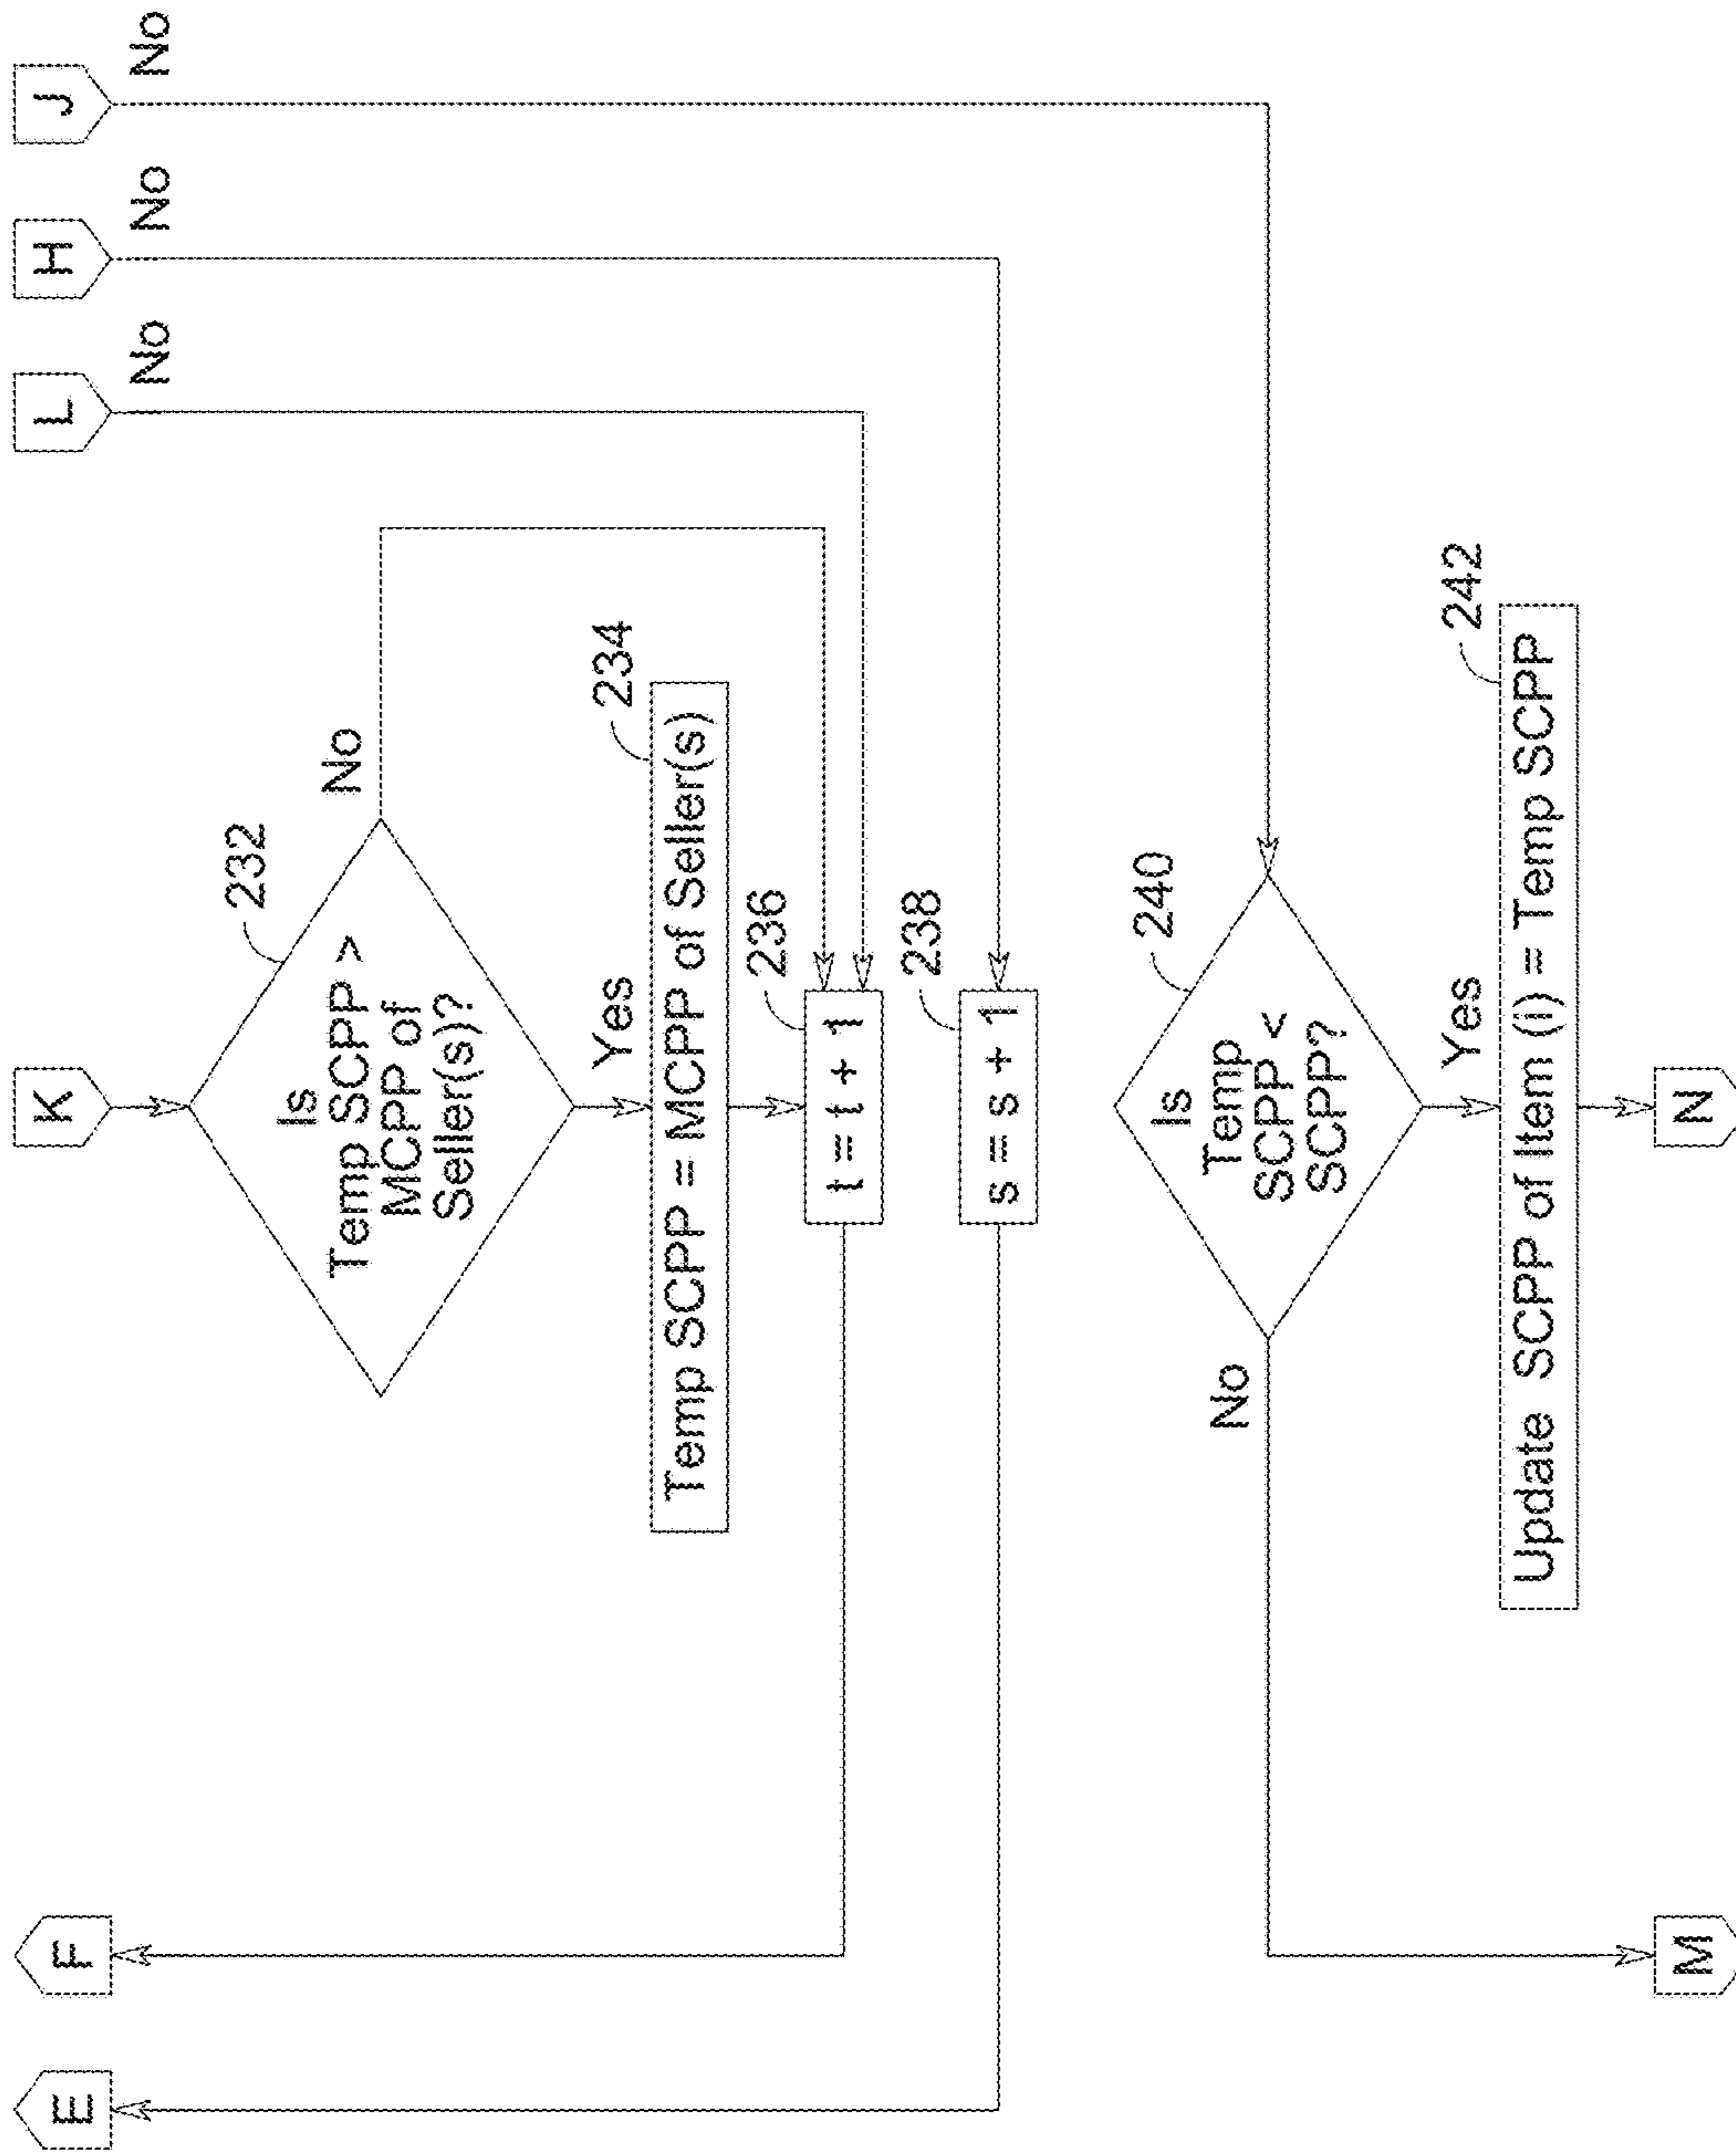 E
F
K
L
No
H
No
J
No
232
Is
Temp SCPP >
MCPP of
Seller(s)?
No
Yes
234
Temp SCPP = MCPP of Seller(s)
236
t = t + 1
238
s = s + 1
240
Is
Temp
SCPP <
SCPP?
No
Yes
242
Update SCPP of Item (i) = Temp SCPP
M
N